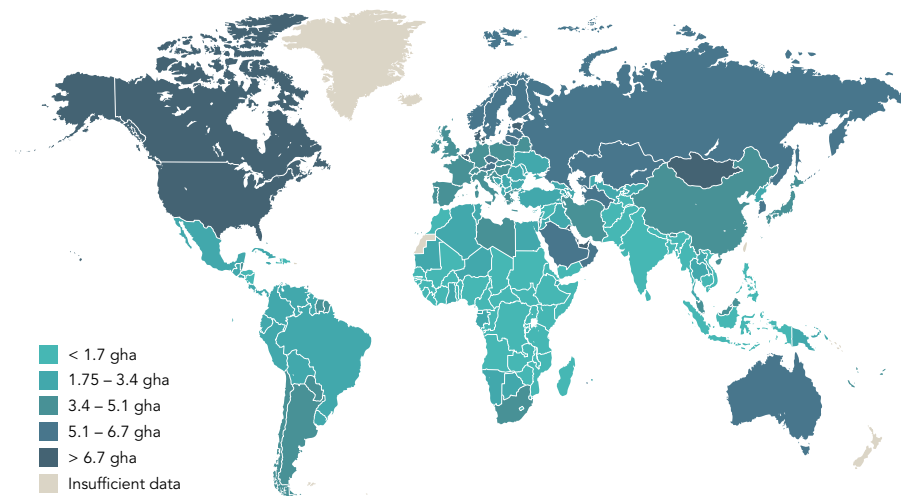 < 1.7 gha
1.75 – 3.4 gha
3.4 – 5.1 gha
5.1 – 6.7 gha
> 6.7 gha
Insufficient data